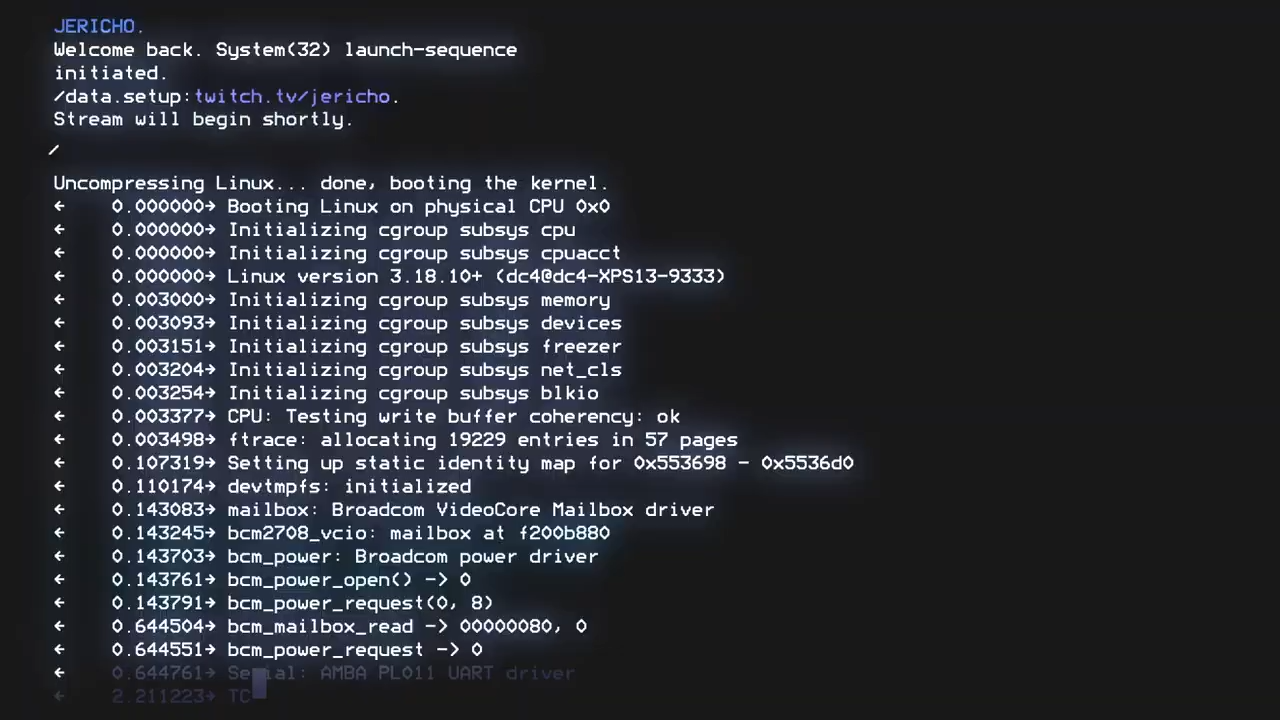 JERICHO.
Welcome back. System(32) launch-sequence
initiated.
/data.setup:twitch.tv/jericho.
Stream will begin shortly.
/
Uncompressing Linux... done, booting the kernel.
← 0.000000→ Booting Linux on physical CPU 0x0
← 0.000000→ Initializing cgroup subsys cpu
← 0.000000→ Initializing cgroup subsys cpuacct
← 0.000000→ Linux version 3.18.10+ (dc4@dc4-XPS13-9333)
← 0.003000→ Initializing cgroup subsys memory
← 0.003093→ Initializing cgroup subsys devices
← 0.003151→ Initializing cgroup subsys freezer
← 0.003204→ Initializing cgroup subsys net_cls
← 0.003254→ Initializing cgroup subsys blkio
← 0.003377→ CPU: Testing write buffer coherency: ok
← 0.003498→ ftrace: allocating 19229 entries in 57 pages
← 0.107319→ Setting up static identity map for 0x553698 - 0x5536d0
← 0.110174→ devtmpfs: initialized
← 0.143083→ mailbox: Broadcom VideoCore Mailbox driver
← 0.143245→ bcm2708_vcio: mailbox at f200b880
← 0.143703→ bcm_power: Broadcom power driver
← 0.143761→ bcm_power_open() -> 0
← 0.143791→ bcm_power_request(0, 8)
← 0.644504→ bcm_mailbox_read -> 00000080, 0
← 0.644551→ bcm_power_request -> 0
← 0.644761→ Serial: AMBA PL011 UART driver
← 2.211223→ TC